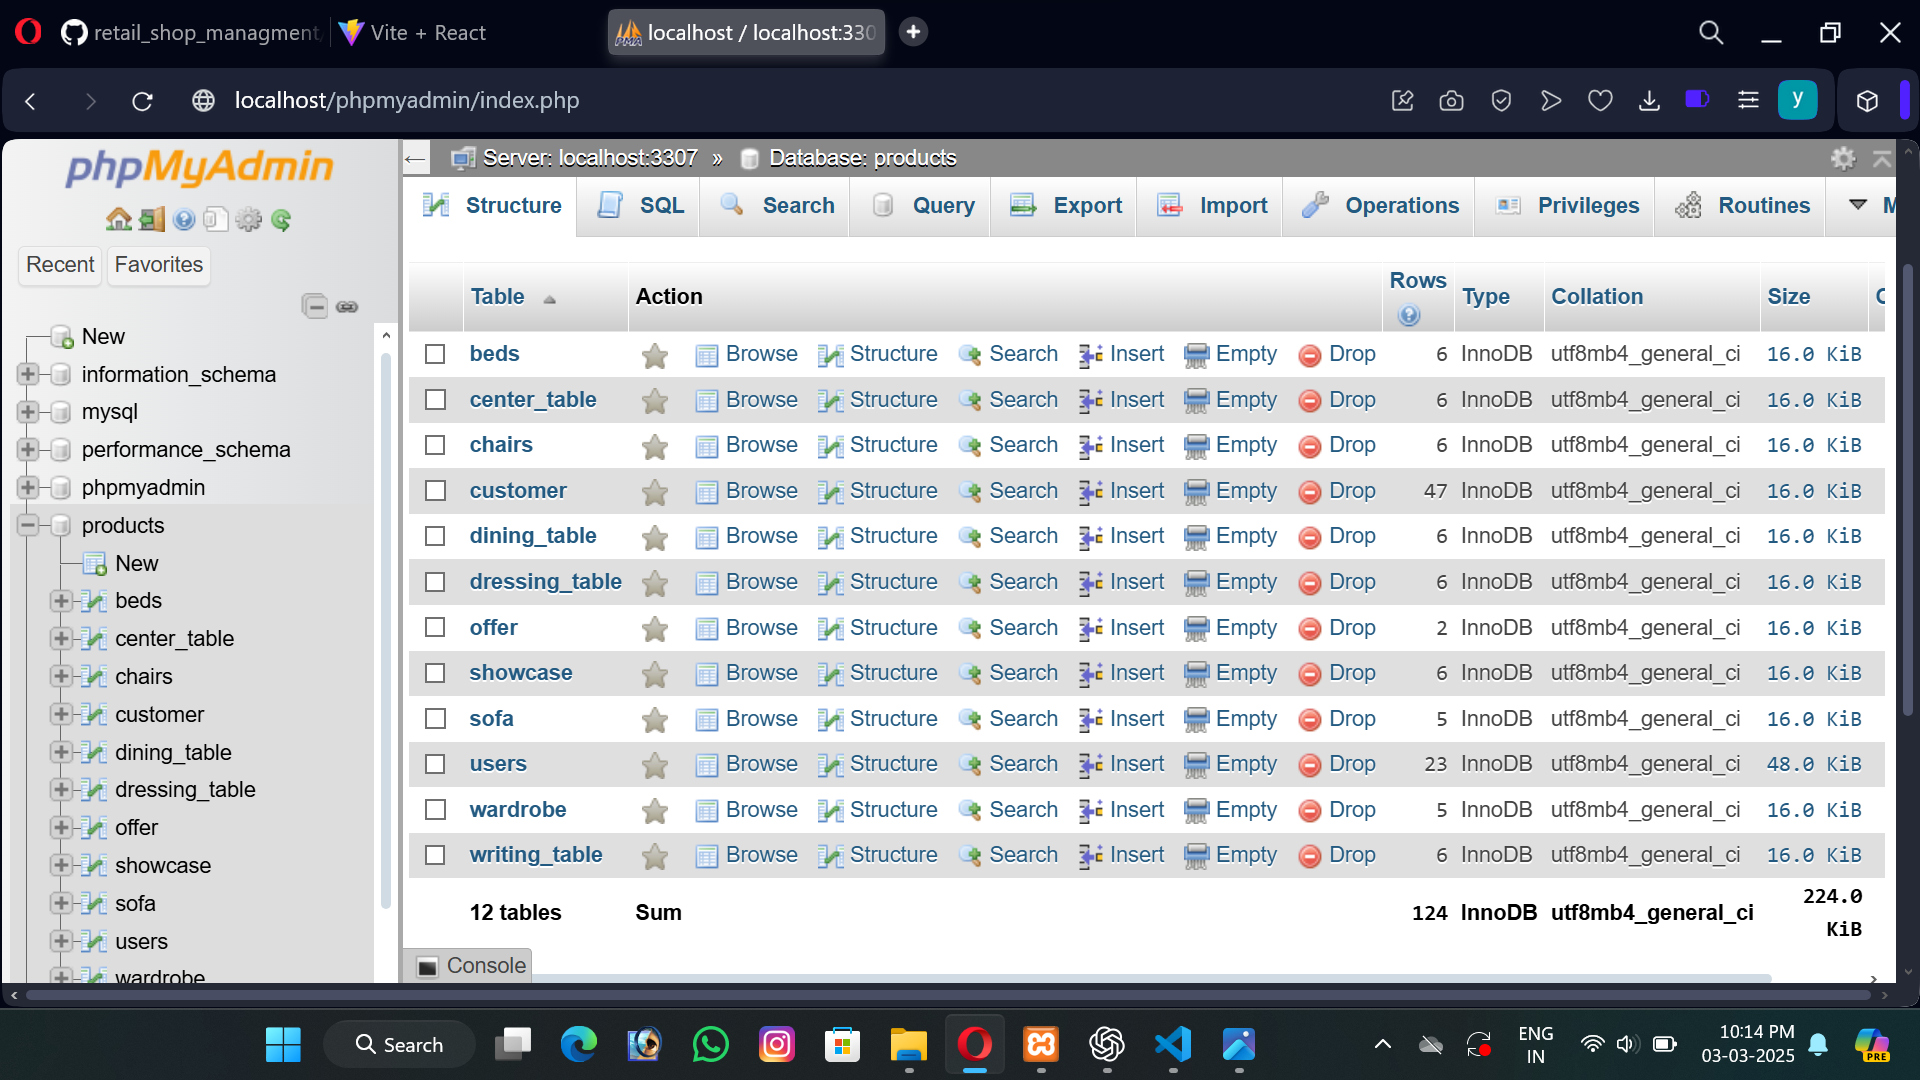 retail_shop_managment
Vite + React
localhost / localhost:330
localhost/phpmyadmin/index.php
y
phpMyAdmin
Recent
Favorites
New
information_schema
mysql
performance_schema
phpmyadmin
products
New
beds
center_table
chairs
customer
dining_table
dressing_table
offer
showcase
sofa
users
wardrobe
Server: localhost:3307 » Database: products
Structure SQL Search Query Export Import Operations Privileges Routines M
Table Action Rows Type Collation Size
beds Browse Structure Search Insert Empty Drop 6 InnoDB utf8mb4_general_ci 16.0 KiB
center_table Browse Structure Search Insert Empty Drop 6 InnoDB utf8mb4_general_ci 16.0 KiB
chairs Browse Structure Search Insert Empty Drop 6 InnoDB utf8mb4_general_ci 16.0 KiB
customer Browse Structure Search Insert Empty Drop 47 InnoDB utf8mb4_general_ci 16.0 KiB
dining_table Browse Structure Search Insert Empty Drop 6 InnoDB utf8mb4_general_ci 16.0 KiB
dressing_table Browse Structure Search Insert Empty Drop 6 InnoDB utf8mb4_general_ci 16.0 KiB
offer Browse Structure Search Insert Empty Drop 2 InnoDB utf8mb4_general_ci 16.0 KiB
showcase Browse Structure Search Insert Empty Drop 6 InnoDB utf8mb4_general_ci 16.0 KiB
sofa Browse Structure Search Insert Empty Drop 5 InnoDB utf8mb4_general_ci 16.0 KiB
users Browse Structure Search Insert Empty Drop 23 InnoDB utf8mb4_general_ci 48.0 KiB
wardrobe Browse Structure Search Insert Empty Drop 5 InnoDB utf8mb4_general_ci 16.0 KiB
writing_table Browse Structure Search Insert Empty Drop 6 InnoDB utf8mb4_general_ci 16.0 KiB
12 tables Sum 124 InnoDB utf8mb4_general_ci 224.0
KiB
Console
Search
ENG
IN
10:14 PM
03-03-2025
PRE